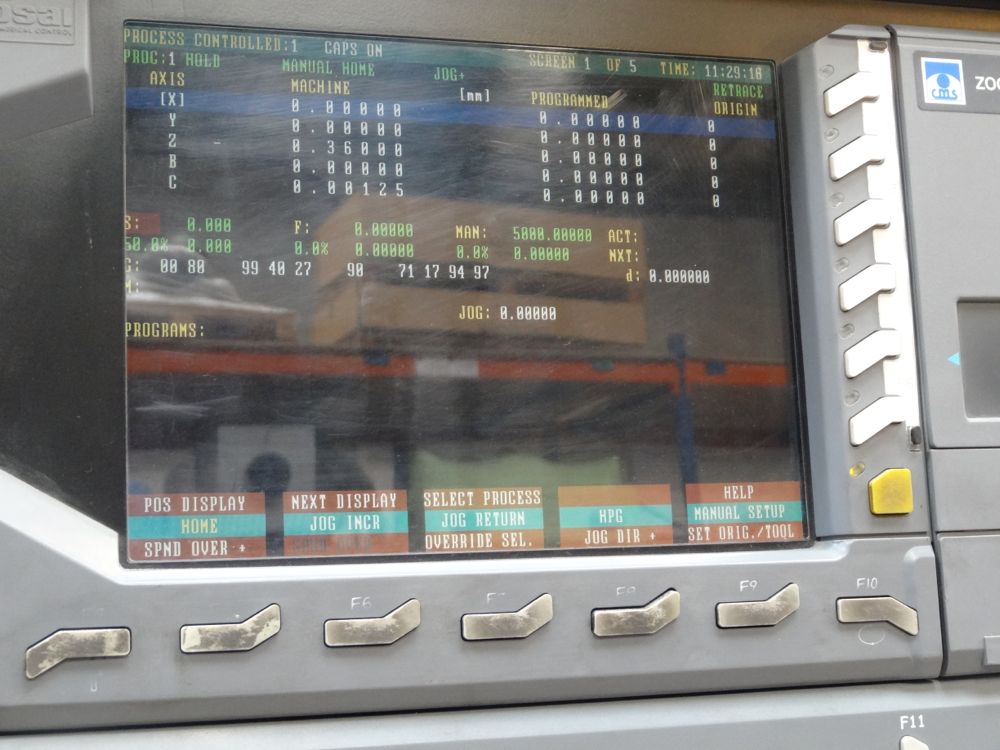 osai
NUMERICAL CONTROL
PROCESS CONTROLLED:1 CAPS ON SCREEN 1 OF 5 TIME: 11:29:18
PROC:1 HOLD MANUAL HOME JOG+ RETRACE
AXIS MACHINE [mm] PROGRAMMED ORIGIN
[X] 0.00000 0.00000 0
Y 0.00000 0.00000 0
Z - 0.36000 0.00000 0
B 0.00000 0.00000 0
C 0.00125 0.00000 0
S: 0.000 F: 0.00000 MAN: 5000.00000 ACT:
50.0% 0.000 0.0% 0.00000 0.0% 0.00000 NXT:
G: 00 80 99 40 27 90 71 17 94 97 d: 0.000000
M:
JOG: 0.00000
PROGRAMS:
POS DISPLAY NEXT DISPLAY SELECT PROCESS HELP
HOME JOG INCR JOG RETURN HPG MANUAL SETUP
SPND OVER + OVERRIDE SEL. JOG DIR + SET ORIG./TOOL
F6 F9 F10
F11
cms